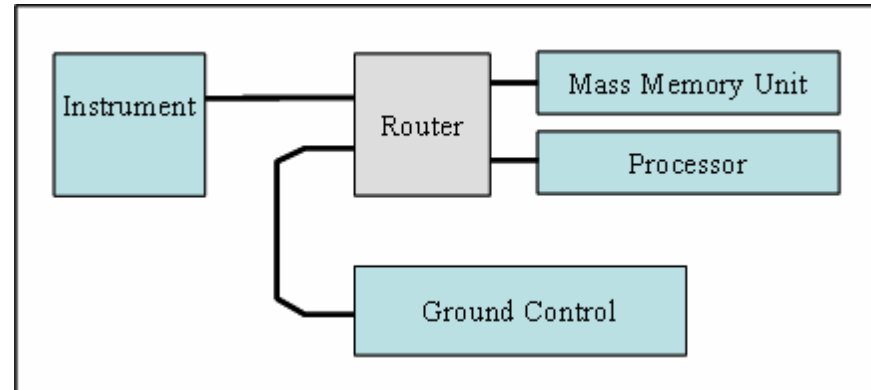 Instrument
Router
Mass Memory Unit
Processor
Ground Control